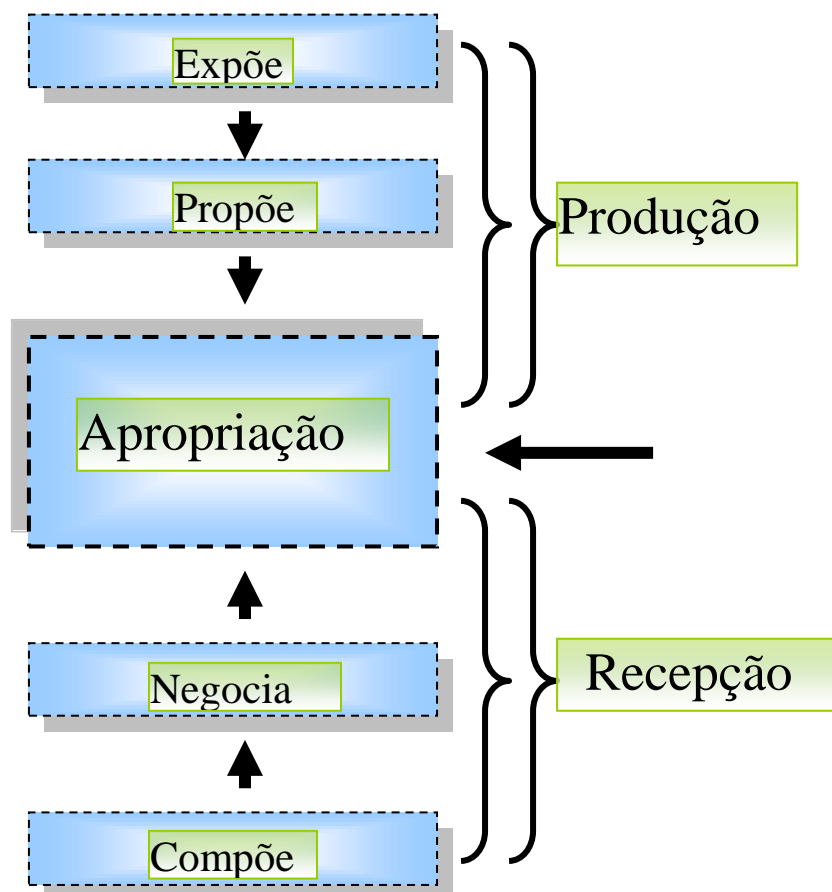 Expõe
Propõe
Produção
Apropriação
Negocia
Recepção
Compõe